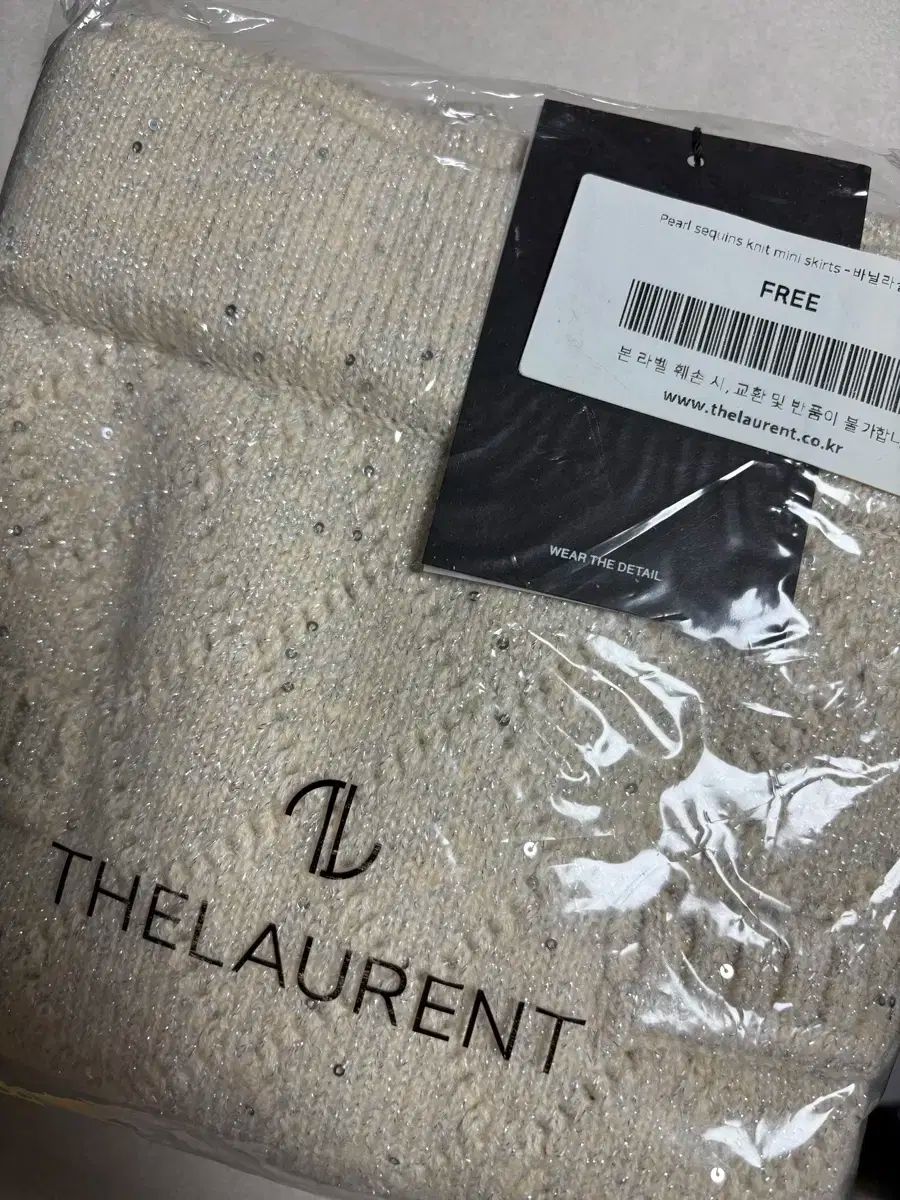 Pearl sequins knit mini skirts - 바닐라
FREE
본 라벨 훼손 시, 교환 및 반품이 불가합니
www.thelaurent.co.kr
WEAR THE DETAIL
TL
THELAURENT